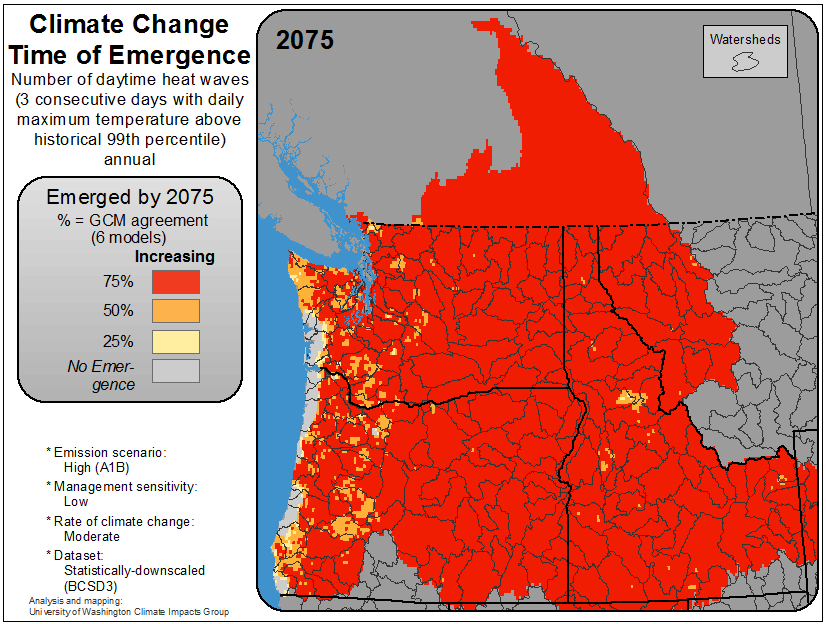 Climate Change
Time of Emergence
Number of daytime heat waves
(3 consecutive days with daily
maximum temperature above
historical 99th percentile)
annual
Emerged by 2075
% = GCM agreement
(6 models)
Increasing
75%
50%
25%
No Emer-
gence
* Emission scenario:
High (A1B)
* Management sensitivity:
Low
* Rate of climate change:
Moderate
* Dataset:
Statistically-downscaled
(BCSD3)
Analysis and mapping:
University of Washington Climate Impacts Group
2075
Watersheds